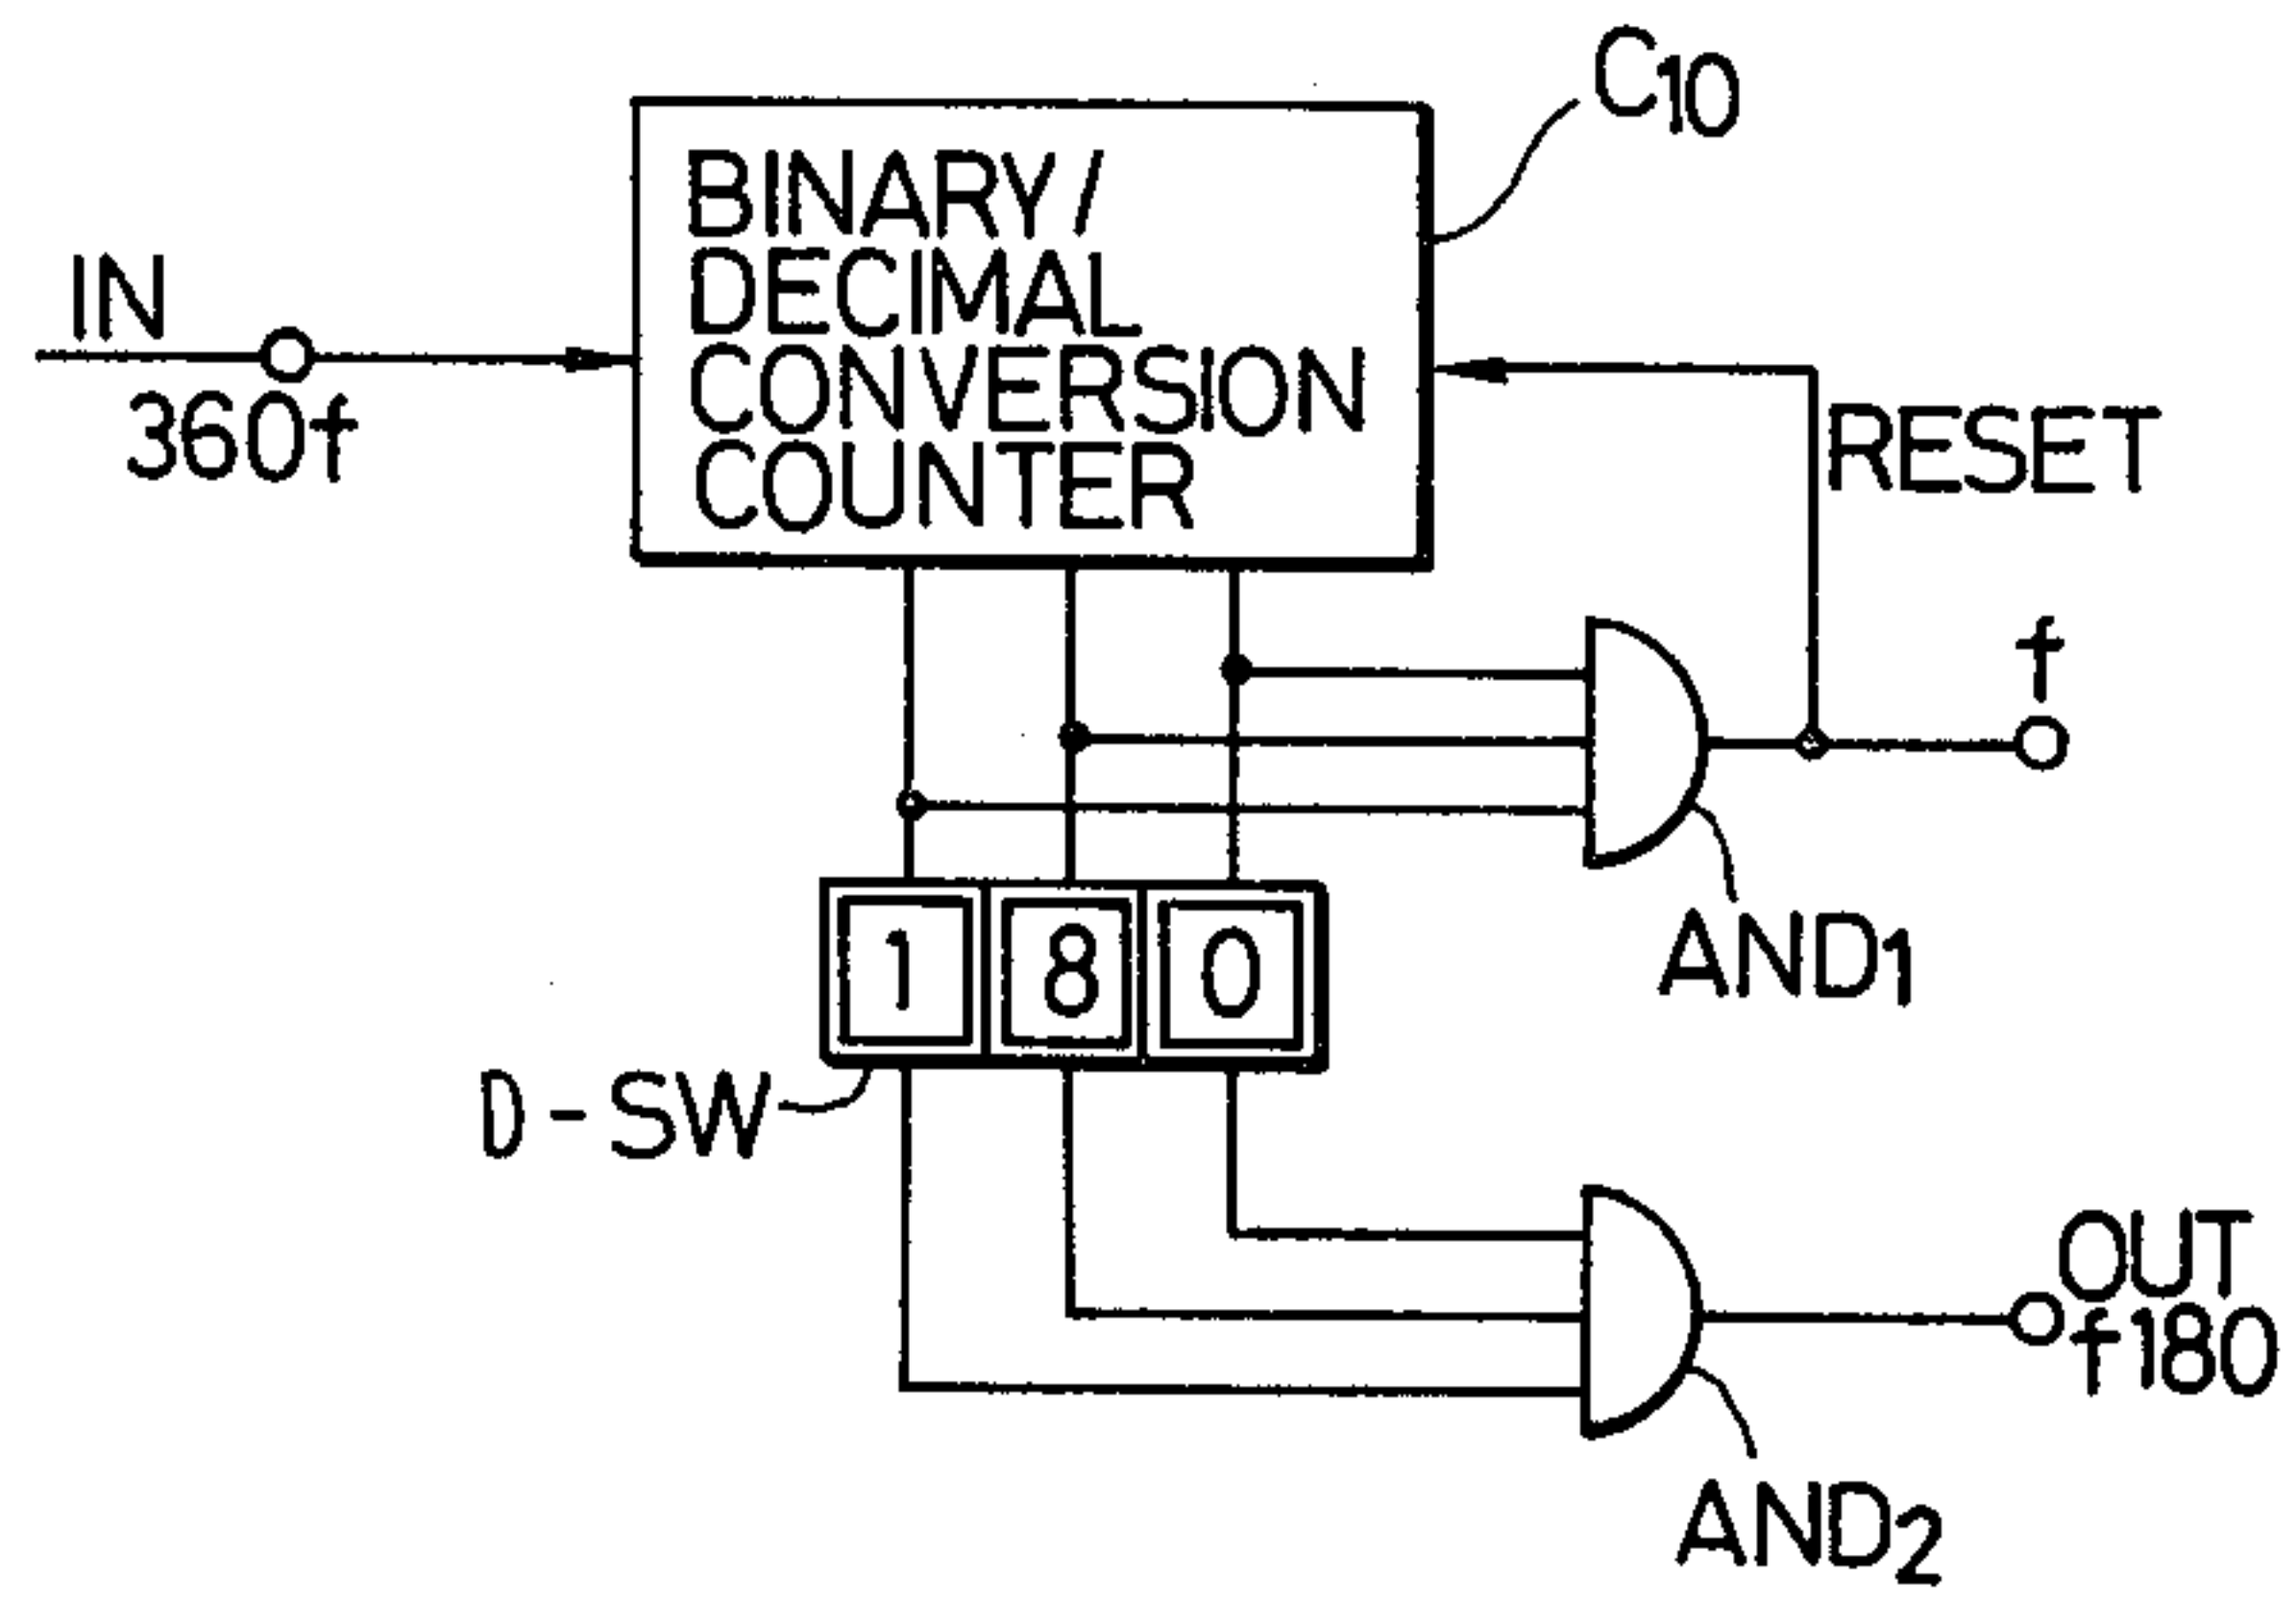 C10
BINARY/
DECIMAL
CONVERSION
COUNTER
IN
360f
RESET
f
AND1
1 8 0
D-SW
OUT
f180
AND2